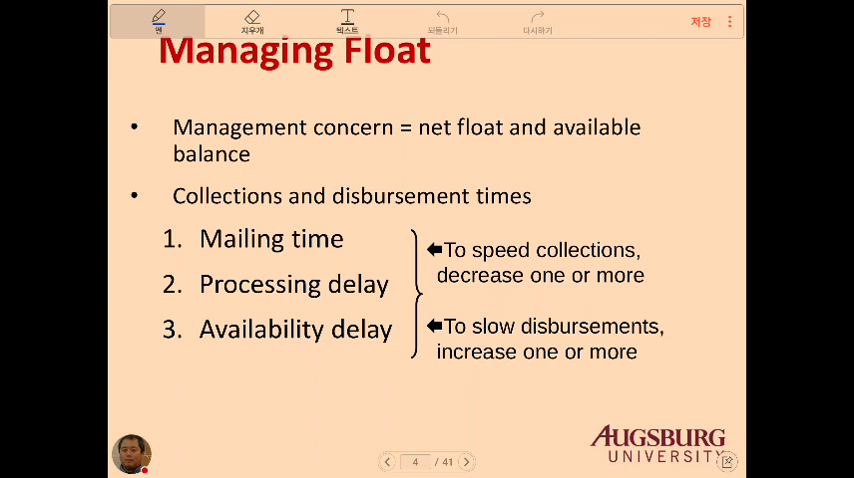 펜 지우개 텍스트 되돌리기 다시하기 저장
Managing Float
• Management concern = net float and available
balance
• Collections and disbursement times
1. Mailing time
2. Processing delay
3. Availability delay
To speed collections,
decrease one or more
To slow disbursements,
increase one or more
AUGSBURG
UNIVERSITY
4 / 41